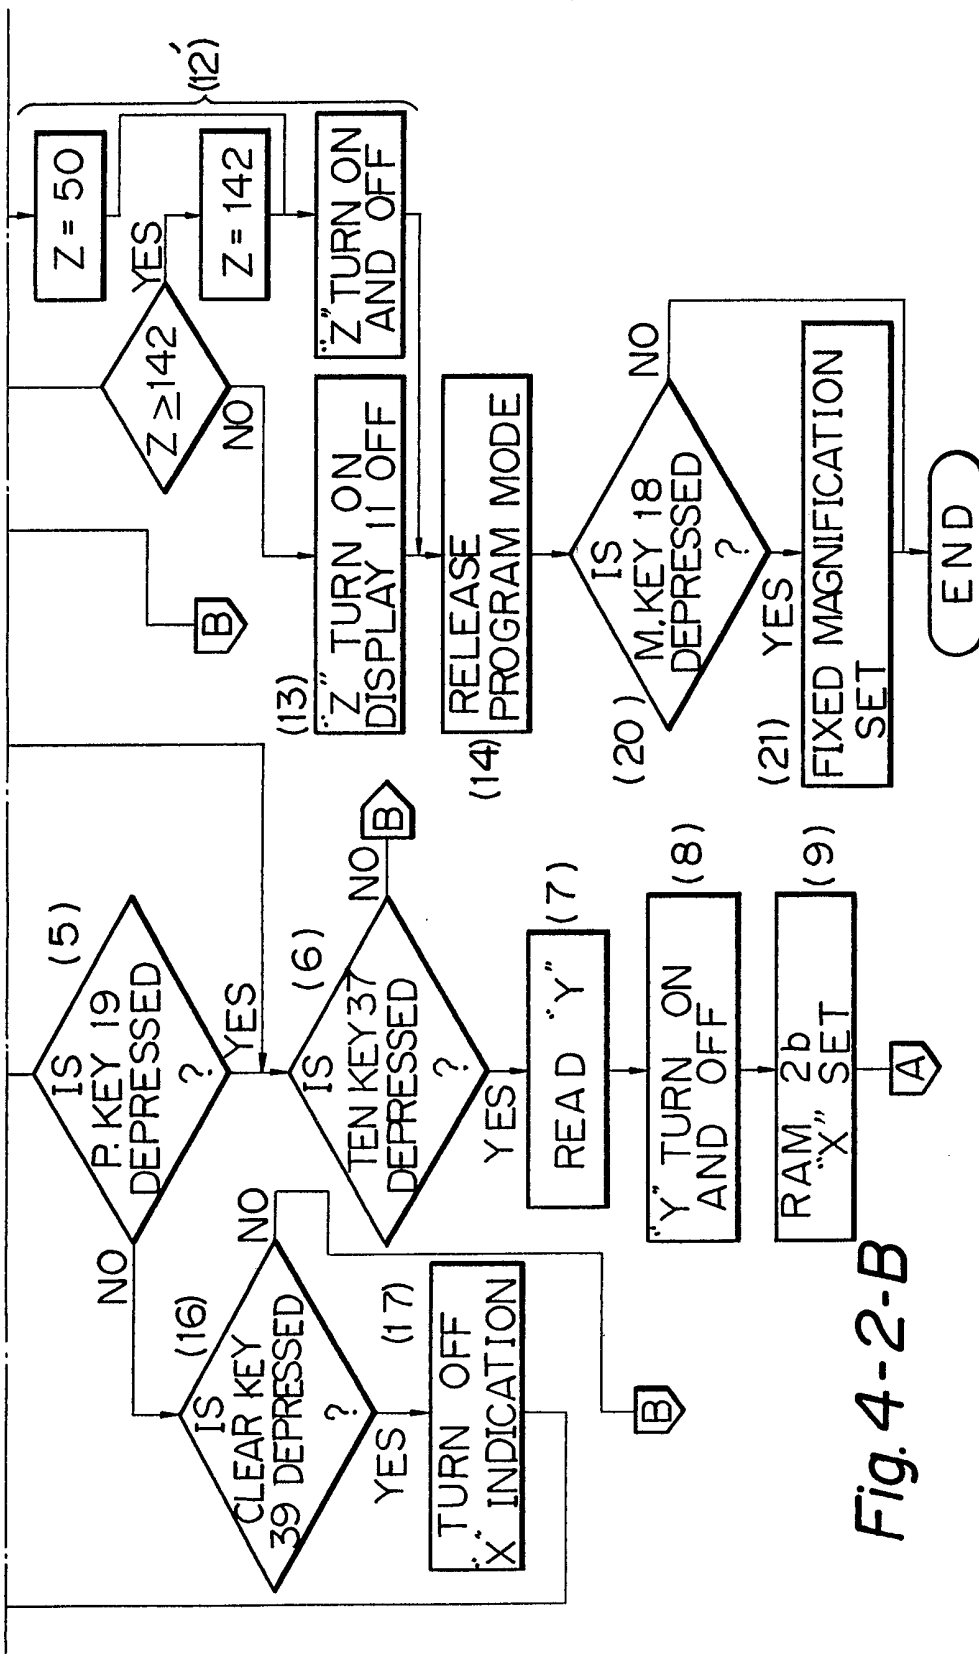 IS
P.KEY 19
DEPRESSED
?
(5)
NO
YES
(16)
IS
CLEAR KEY
39 DEPRESSED
?
NO
YES
(17)
TURN OFF
"X" INDICATION
B
(6)
IS
TEN KEY 37
DEPRESSED
?
NO
B
YES
(7)
READ "Y"
(8)
"Y" TURN ON
AND OFF
(9)
RAM 2b
"X" SET
A
B
Z ≥142
YES
NO
Z = 50
Z = 142
"Z" TURN ON
AND OFF
(12)'
(13)
"Z" TURN ON
DISPLAY 11 OFF
(14)
RELEASE
PROGRAM MODE
(20)
IS
M.KEY 18
DEPRESSED
?
NO
YES
(21)
FIXED MAGNIFICATION
SET
END
Fig. 4-2-B